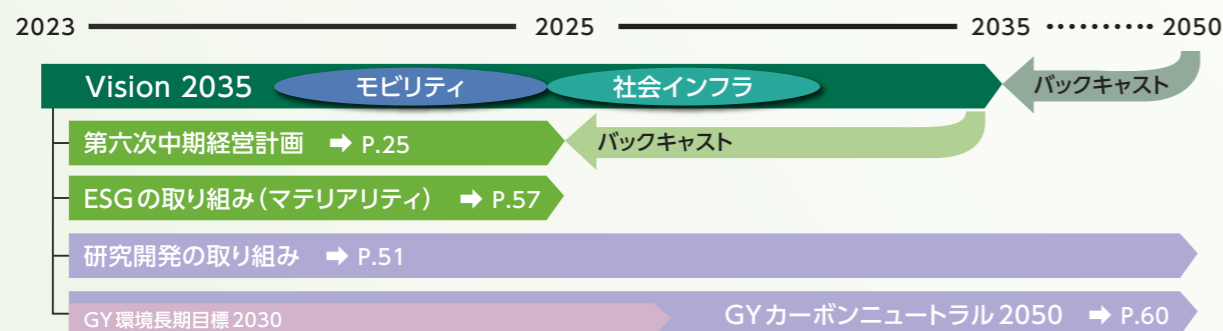 2023 2025 2035 2050
Vision 2035 モビリティ 社会インフラ バックキャスト
第六次中期経営計画 ➡ P.25 バックキャスト
ESGの取り組み(マテリアリティ) ➡ P.57
研究開発の取り組み ➡ P.51
GY環境長期目標2030 GYカーボンニュートラル2050 ➡ P.60